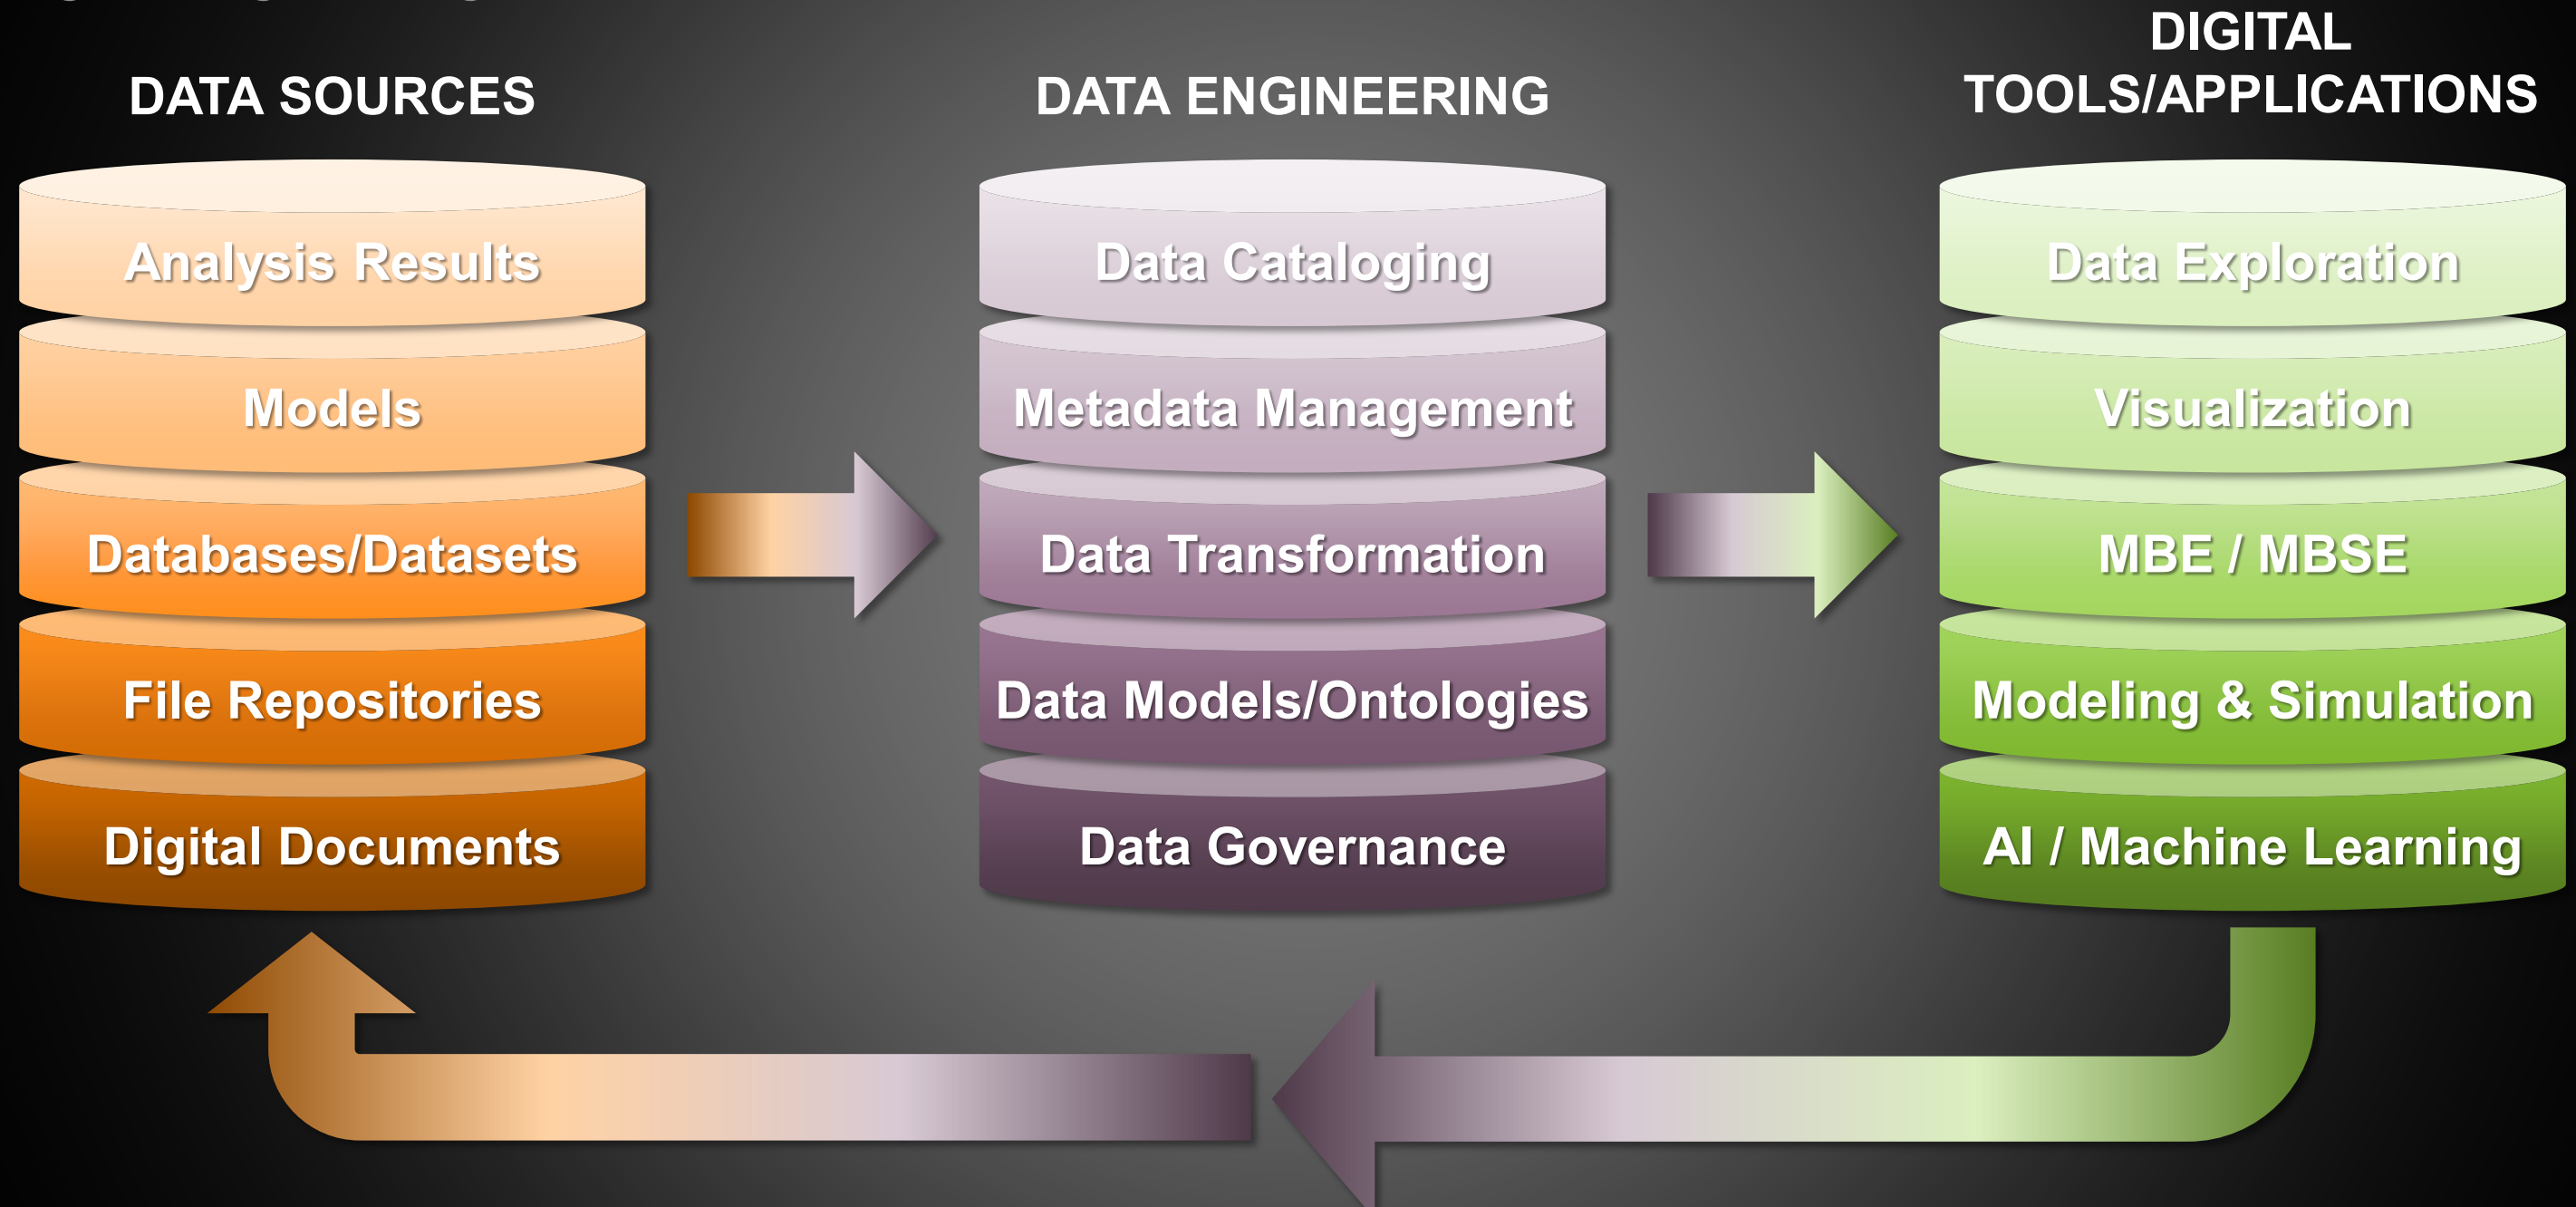 DATA SOURCES
Analysis Results
Models
Databases/Datasets
File Repositories
Digital Documents
DATA ENGINEERING
Data Cataloging
Metadata Management
Data Transformation
Data Models/Ontologies
Data Governance
DIGITAL
TOOLS/APPLICATIONS
Data Exploration
Visualization
MBE / MBSE
Modeling & Simulation
AI / Machine Learning